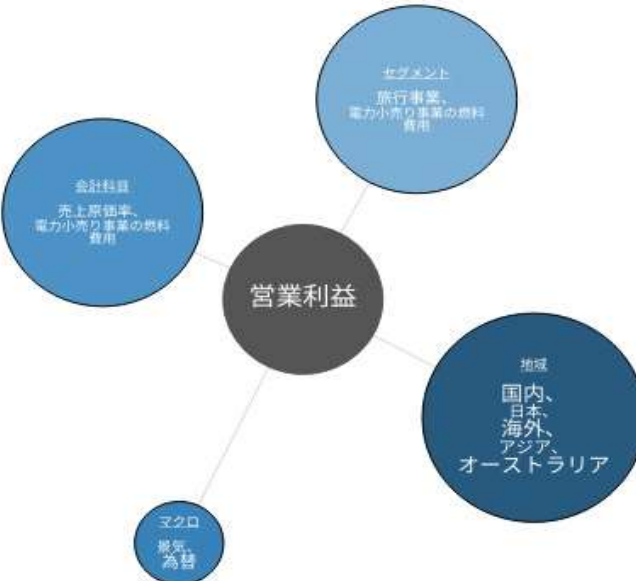 セグメント
旅行事業、
電力小売り事業の燃料
費用
会計科目
売上原価率、
電力小売り事業の燃料
費用
営業利益
地域
国内、
日本、
海外、
アジア、
オーストラリア
マクロ
景気、
為替